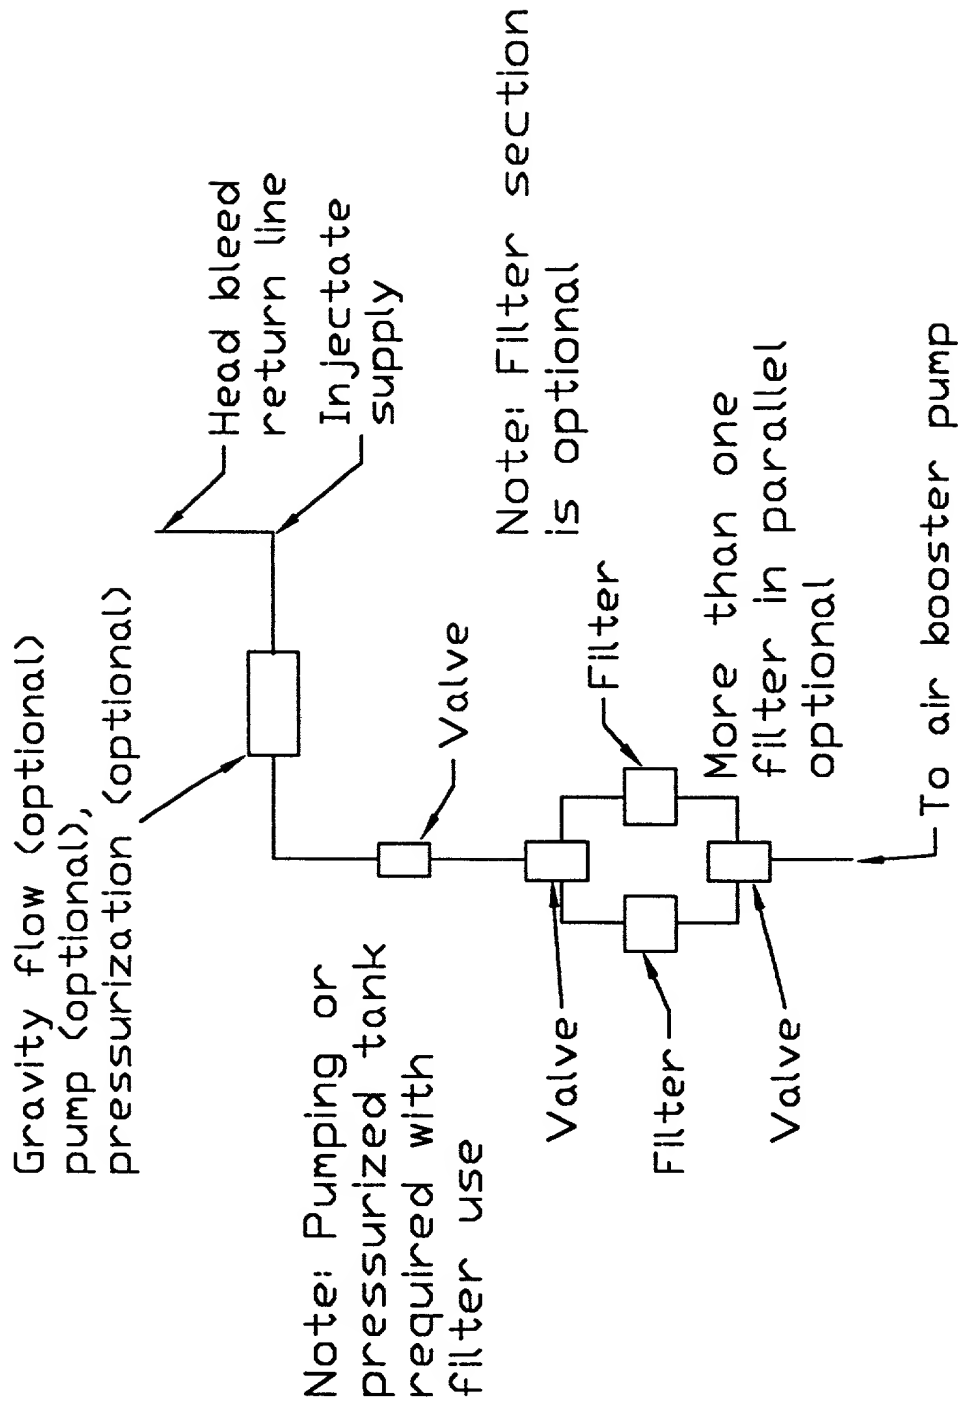 Gravity flow (optional)
pump (optional),
pressurization (optional)
Head bleed
return line
Injectate
supply
Note: Pumping or
pressurized tank
required with
filter use
Valve
Note: Filter section
is optional
Valve
Filter
Filter
More than one
filter in parallel
optional
Valve
To air booster pump